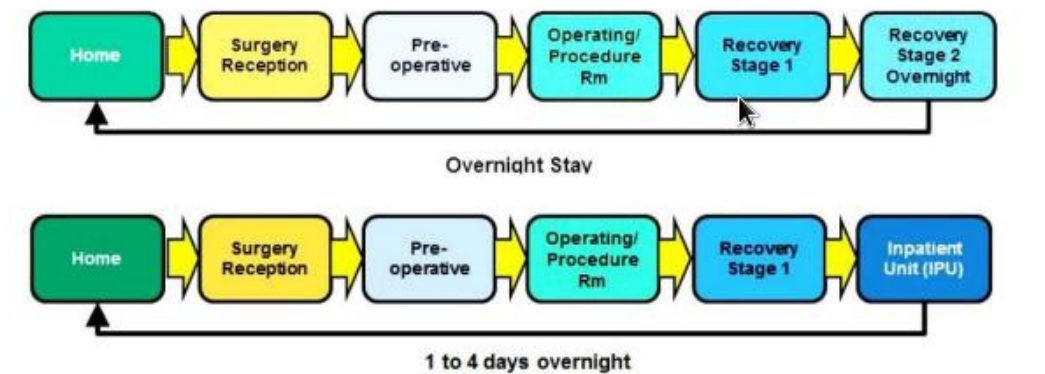 Home
Surgery
Reception
Pre-
operative
Operating/
Procedure
Rm
Recovery
Stage 1
Recovery
Stage 2
Overnight
Overnight Stay
Home
Surgery
Reception
Pre-
operative
Operating/
Procedure
Rm
Recovery
Stage 1
Inpatient
Unit (IPU)
1 to 4 days overnight